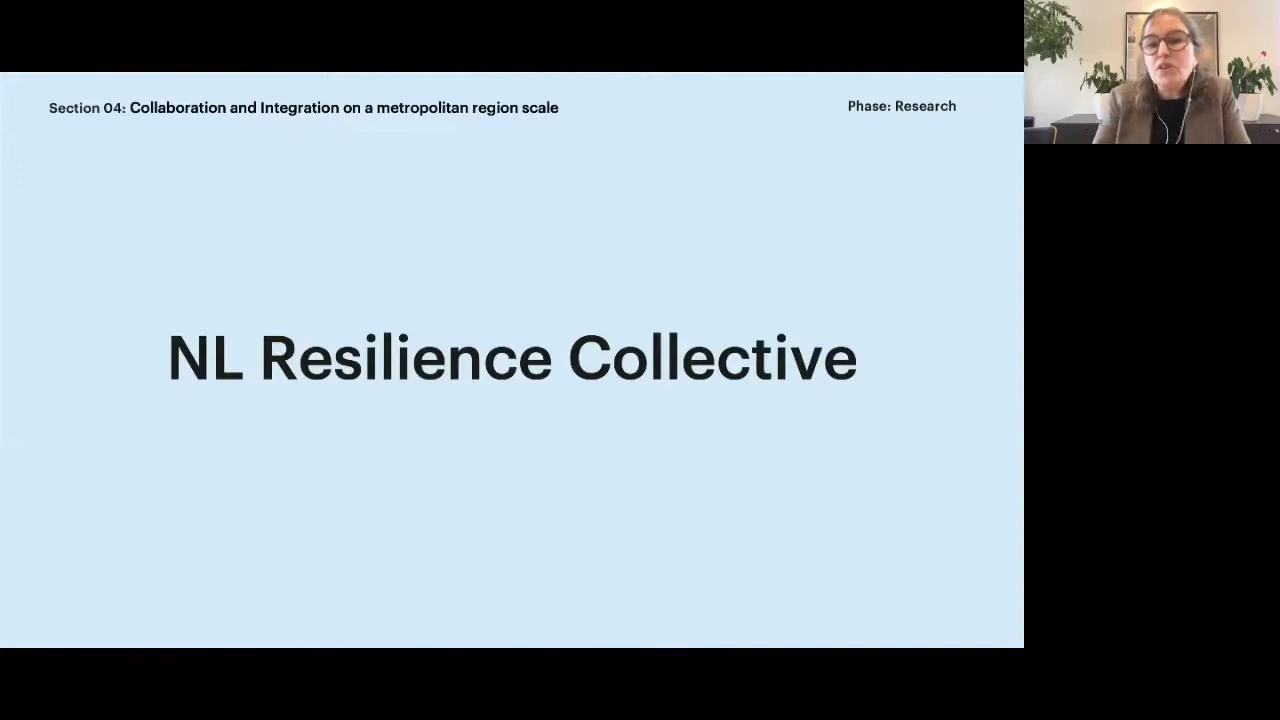 Section 04: Collaboration and Integration on a metropolitan region scale
Phase: Research
NL Resilience Collective